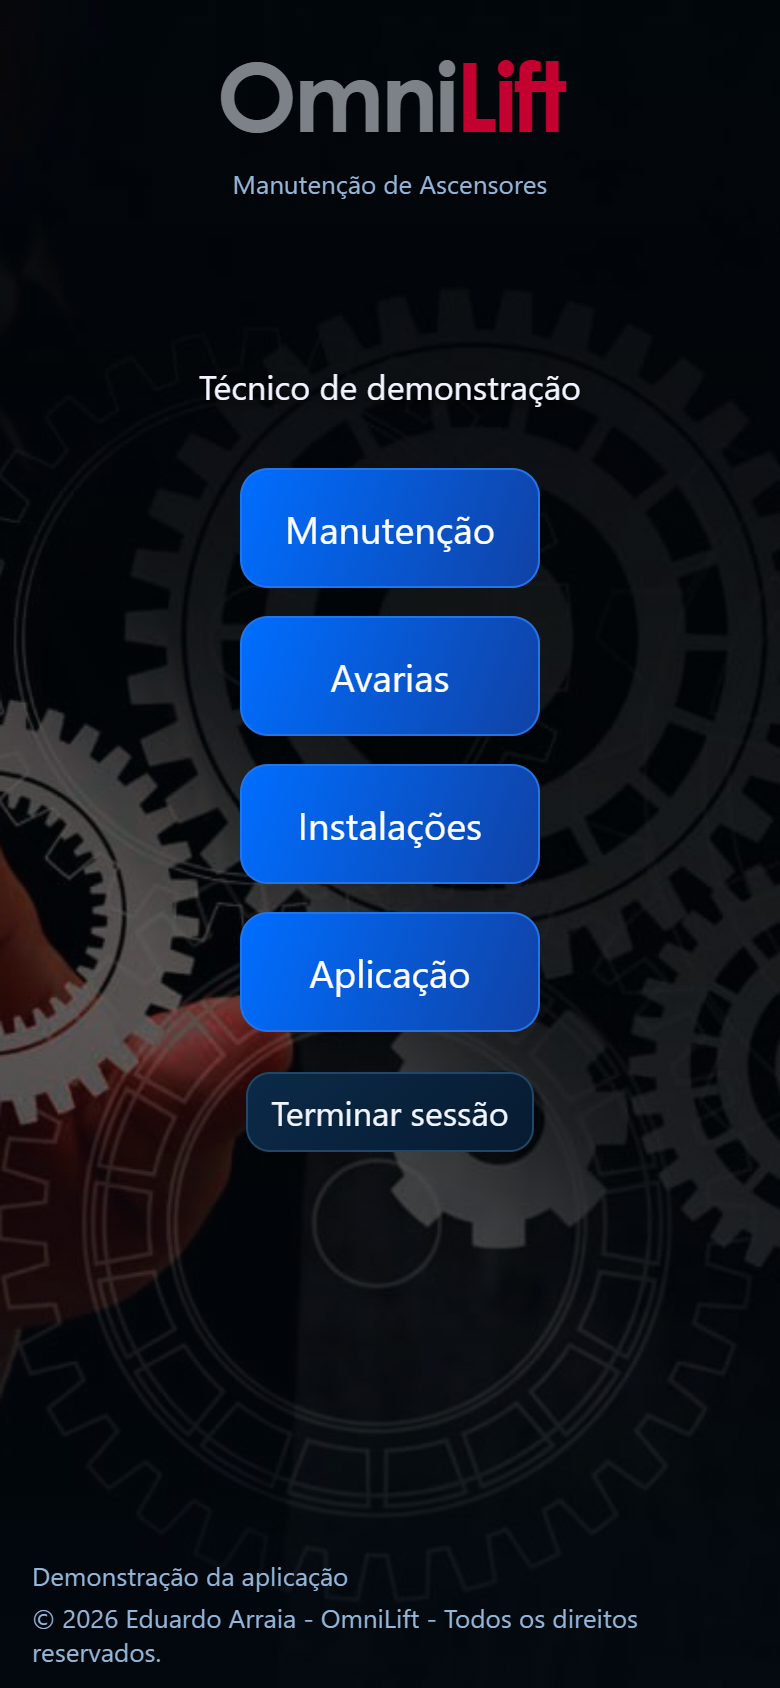 OmniLift
Manutenção de Ascensores
Técnico de demonstração
Manutenção
Avarias
Instalações
Aplicação
Terminar sessão
Demonstração da aplicação
© 2026 Eduardo Arraia - OmniLift - Todos os direitos
reservados.